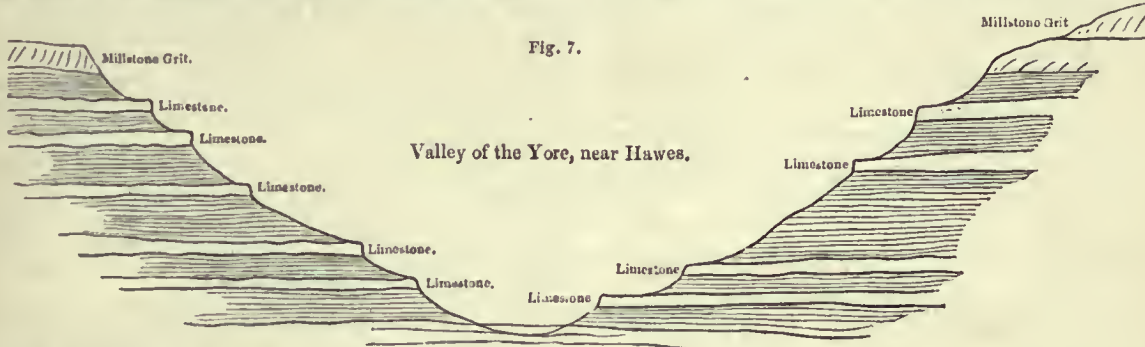 Millstone Grit
Fig. 7.
Millstone Grit.
Limestone.
Limestone
Limestone.
Valley of the Yore, near Hawes.
Limestone
Limestone.
Limestone.
Limestone
Limestone.
Limestone